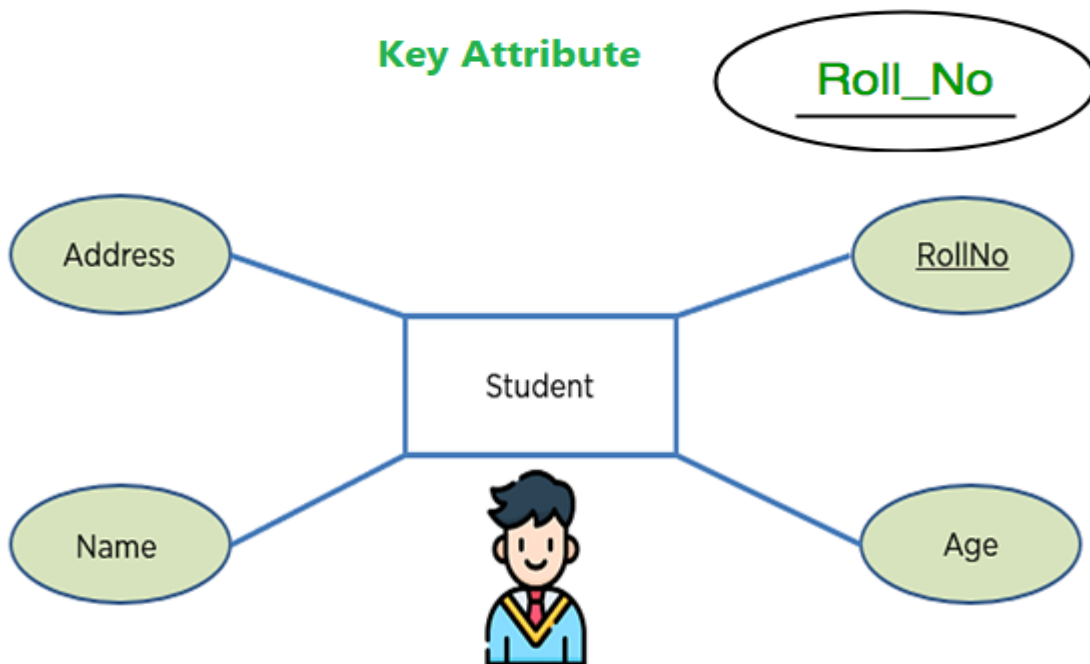 Key Attribute
Roll_No
Address
RollNo
Student
Name
Age